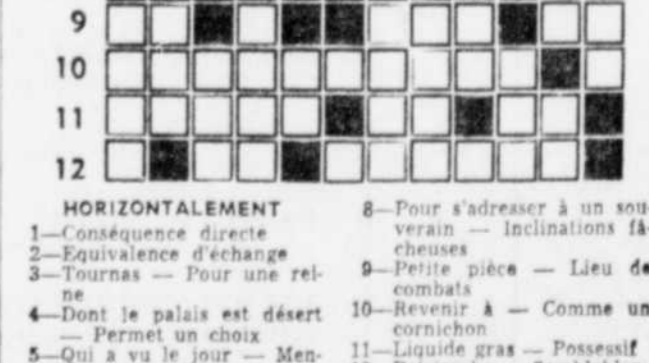 9
10
11
12
HORIZONTALEMENT
1—Conséquence directe
2—Equivalence d'échange
3—Tournas — Pour une rei-
ne
4—Dont le palais est désert
— Permet un choix
5—Qui a vu le jour — Men-
8—Pour s'adresser à un sou-
verain — Inclinations fâ-
cheuses
9—Petite pièce — Lieu de
combats
10—Revenir à — Comme un
cornichon
11—Liquide gras — Possessif